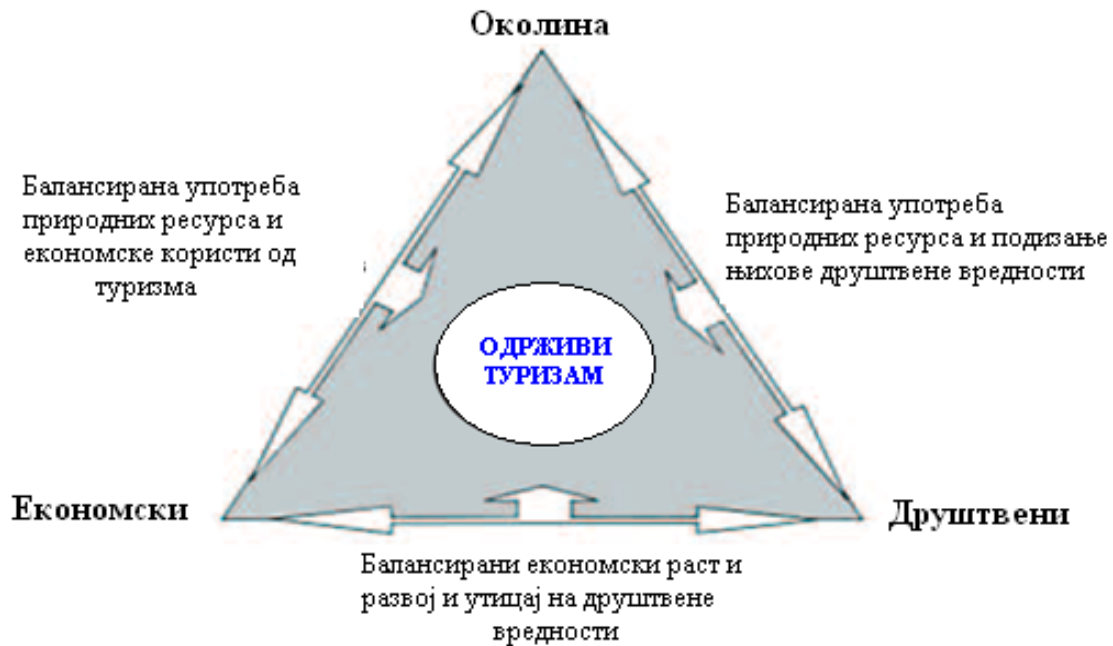 Околина
Балансирана употреба
природних ресурса и
економске користи од
туризма
Балансирана употреба
природних ресурса и подизање
њихове друштвене вредности
ОДРЖИВИ
ТУРИЗАМ
Економски
Друштвени
Балансирани економски раст и
развој и утицај на друштвене
вредности